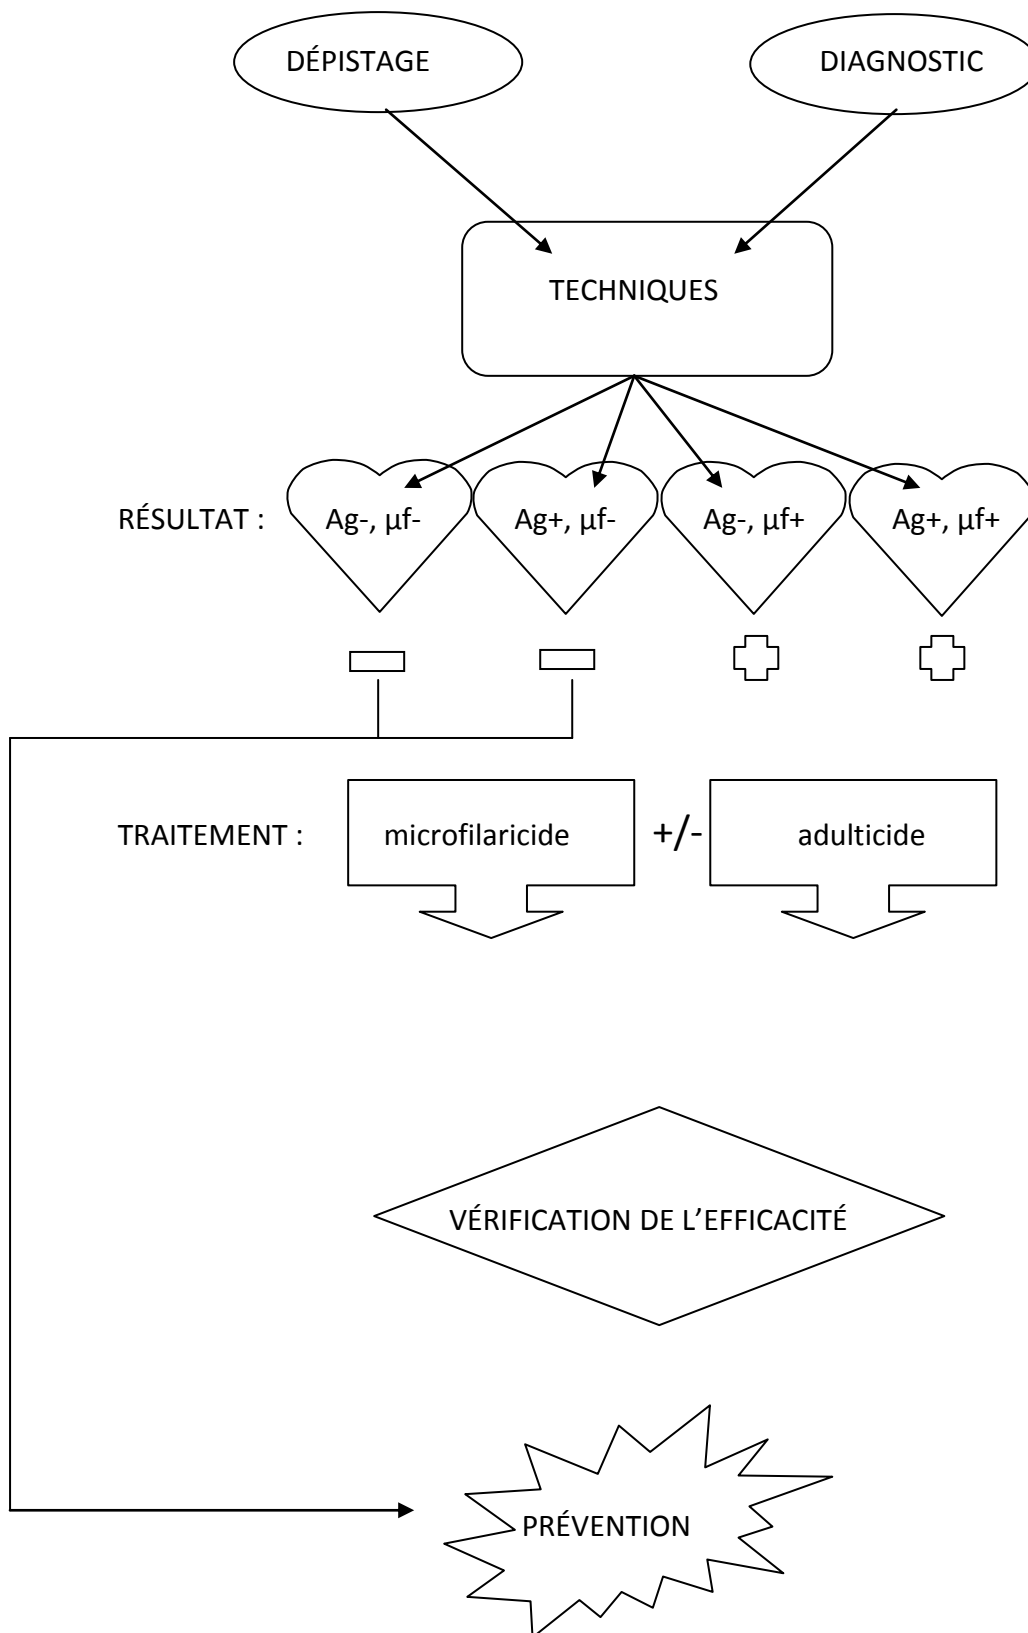 DÉPISTAGE
DIAGNOSTIC
TECHNIQUES
RÉSULTAT : Ag-, µf- Ag+, µf- Ag-, µf+ Ag+, µf+
TRAITEMENT : microfilaricide +/- adulticide
VÉRIFICATION DE L’EFFICACITÉ
PRÉVENTION